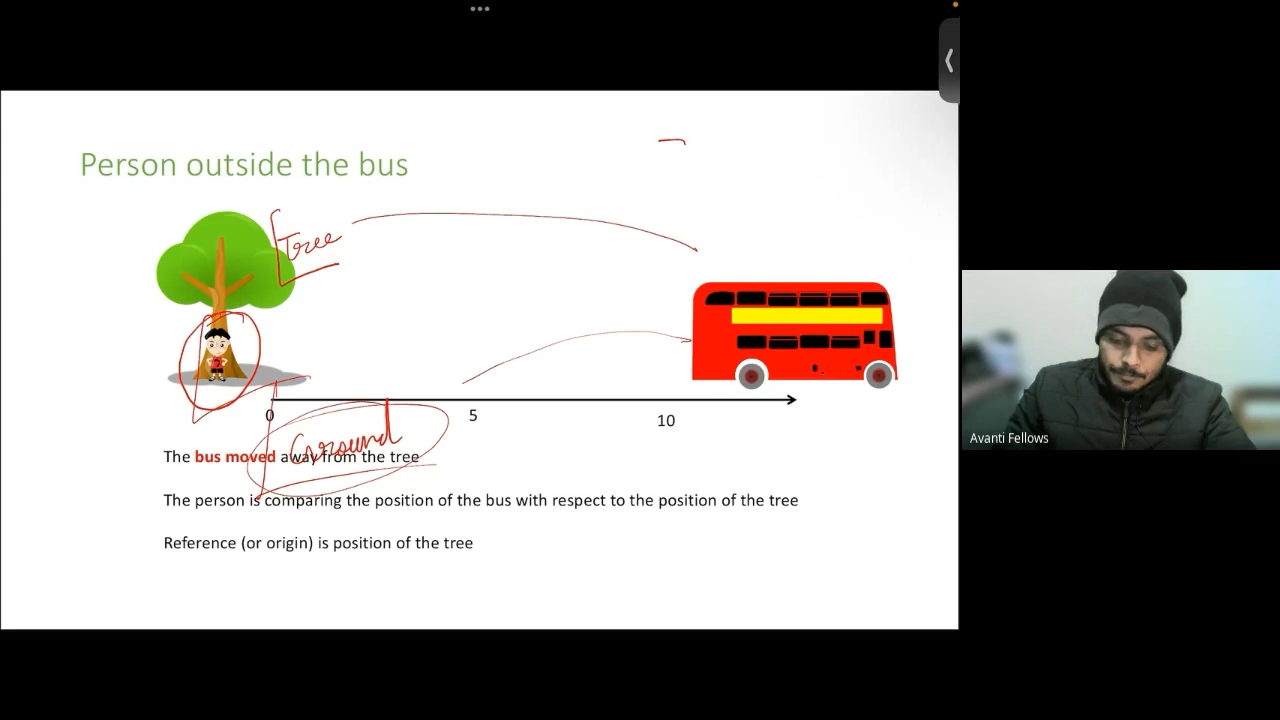 Person outside the bus
Tree
0 5 10
Ground
The bus moved away from the tree
The person is comparing the position of the bus with respect to the position of the tree
Reference (or origin) is position of the tree
Avanti Fellows